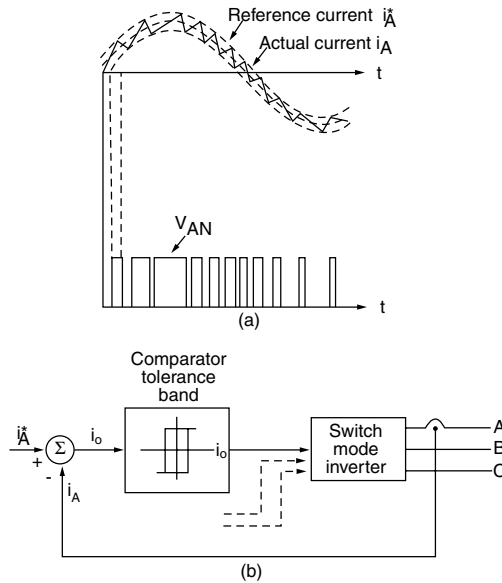 Reference current i*A
Actual current iA
t
VAN
t
(a)
Comparator
tolerance
band
i*A
+
-
Σ
io
io
iA
Switch
mode
inverter
A
B
C
(b)